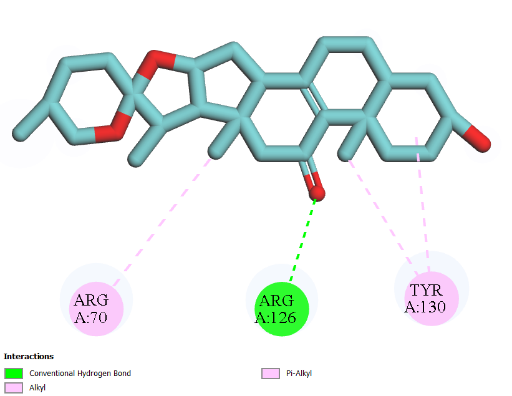 ARG
A:70
ARG
A:126
TYR
A:130
Interactions
Conventional Hydrogen Bond
Pi-Alkyl
Alkyl